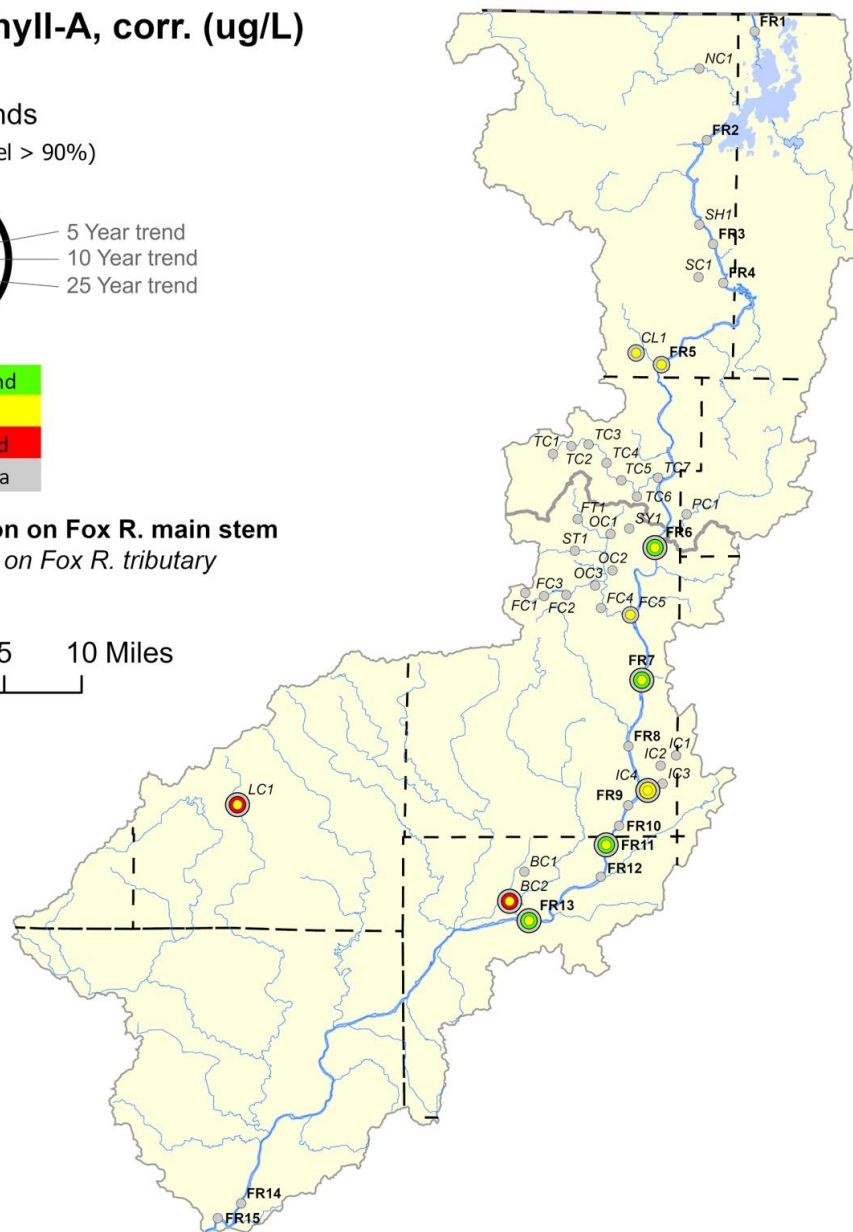 nyll-A, corr. (ug/L)
nds
el > 90%)
5 Year trend
10 Year trend
25 Year trend
nd
d
a
on on Fox R. main stem
on Fox R. tributary
5 10 Miles
FR1
NC1
FR2
SH1
FR3
SC1
FR4
CL1
FR5
TC1
TC3
TC2
TC4
TC5
TC7
TC6
PC1
FT1
OC1
SY1
ST1
FR6
OC2
FC3
OC3
FC1
FC2
FC4
FC5
FR7
FR8
IC1
IC2
IC4
IC3
LC1
FR9
FR10
FR11
BC1
FR12
BC2
FR13
FR14
FR15